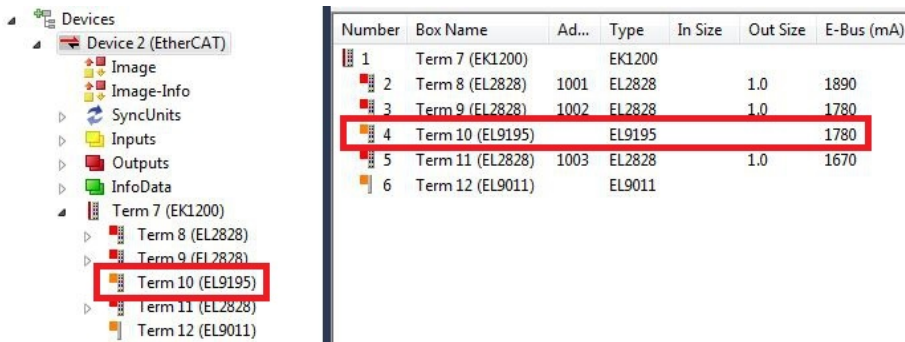 Devices
Device 2 (EtherCAT)
Image
Image-Info
SyncUnits
Inputs
Outputs
InfoData
Term 7 (EK1200)
Term 8 (EL2828)
Term 9 (EL2828)
Term 10 (EL9195)
Term 11 (EL2828)
Term 12 (EL9011)
Number Box Name Ad... Type In Size Out Size E-Bus (mA)
1 Term 7 (EK1200) EK1200
2 Term 8 (EL2828) 1001 EL2828 1.0 1890
3 Term 9 (EL2828) 1002 EL2828 1.0 1780
4 Term 10 (EL9195) EL9195 1780
5 Term 11 (EL2828) 1003 EL2828 1.0 1670
6 Term 12 (EL9011) EL9011